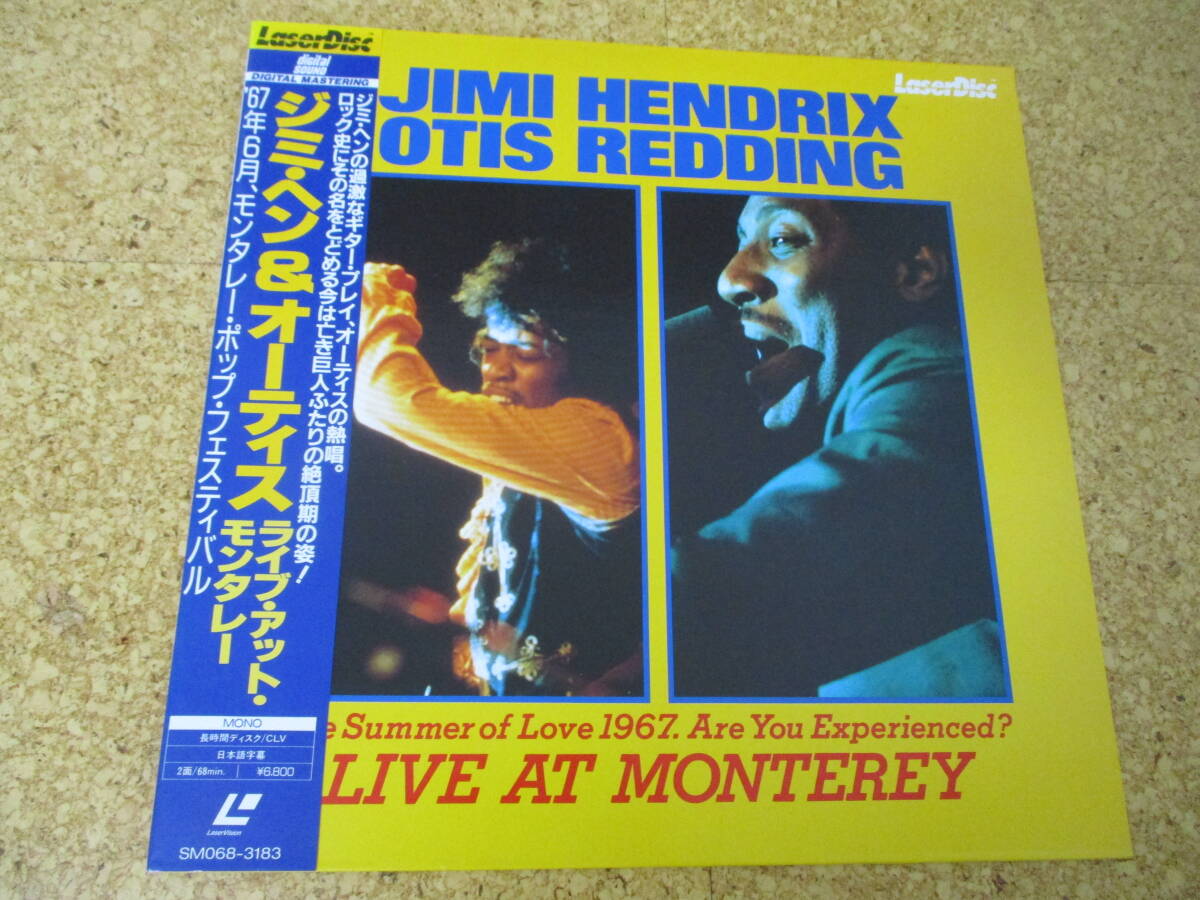 LaserDisc
digital
SOUND
DIGITAL MASTERING
ジミ・ヘンの過激なギター・プレイ、オーティスの熱唱。
ロック史にその名をとどめる今は亡き巨人ふたりの絶頂期の姿!
ジミ・ヘン&オーティス
ライブ・アット・
モンタレー
'67年6月、モンタレー・ポップ・フェスティバル
MONO
長時間ディスク/CLV
日本語字幕
2面/68min.
¥6.800
LaserVision
SM068-3183
LaserDisc
JIMI HENDRIX
OTIS REDDING
e Summer of Love 1967. Are You Experienced?
LIVE AT MONTEREY